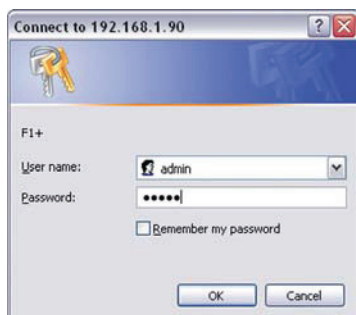 Connect to 192.168.1.90
F1+
User name:
admin
Password:
•••••
Remember my password
OK
Cancel